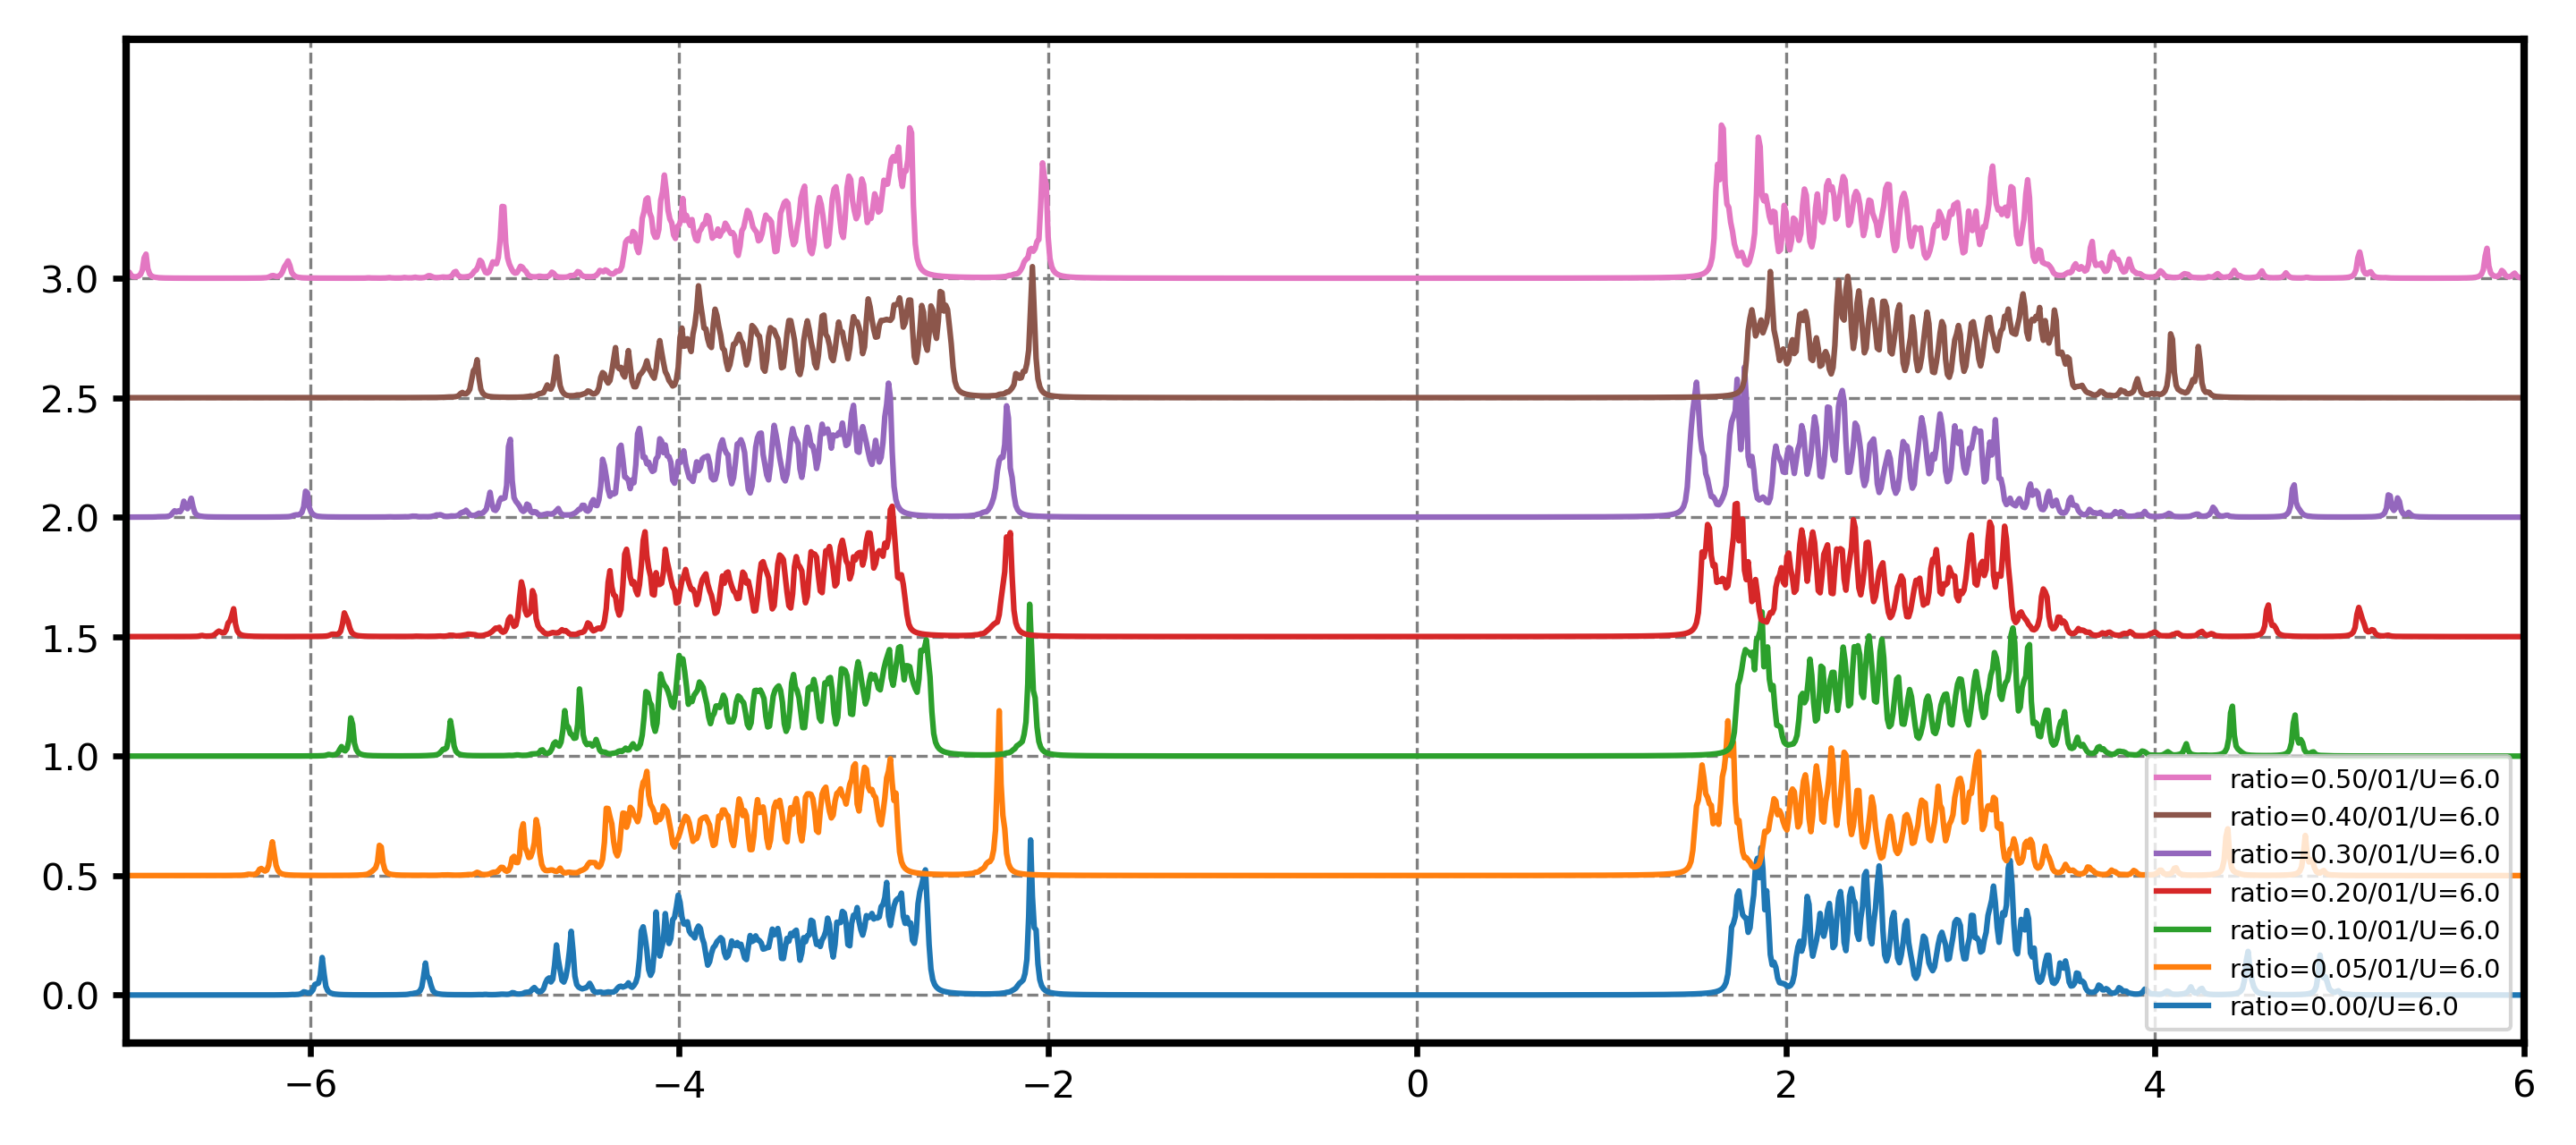 3.0
2.5
2.0
1.5
1.0
0.5
0.0
−6
−4
−2
0
2
4
6
ratio=0.50/01/U=6.0
ratio=0.40/01/U=6.0
ratio=0.30/01/U=6.0
ratio=0.20/01/U=6.0
ratio=0.10/01/U=6.0
ratio=0.05/01/U=6.0
ratio=0.00/U=6.0